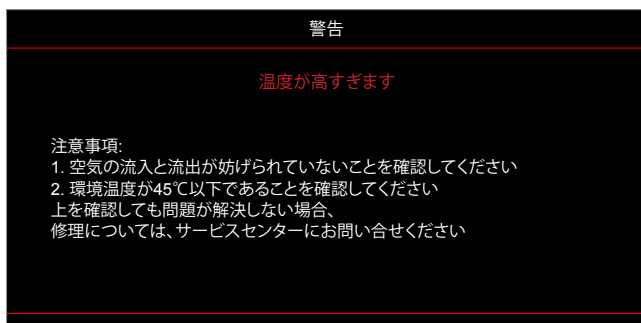 警告
温度が高すぎます
注意事項:
1. 空気の流入と流出が妨げられていないことを確認してください
2. 環境温度が45℃以下であることを確認してください
上を確認しても問題が解決しない場合、
修理については、サービスセンターにお問い合せください